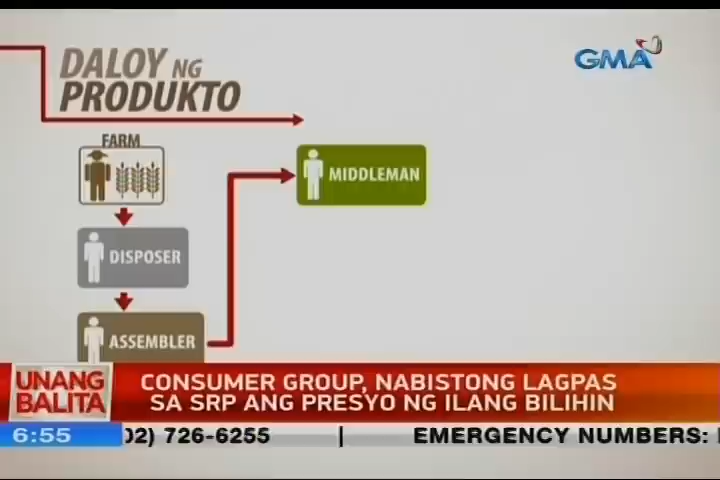 DALOY NG
PRODUKTO
GMA
FARM
MIDDLEMAN
DISPOSER
ASSEMBLER
UNANG
BALITA
CONSUMER GROUP, NABISTONG LAGPAS
SA SRP ANG PRESYO NG ILANG BILIHIN
6:55
02) 726-6255 | EMERGENCY NUMBERS: